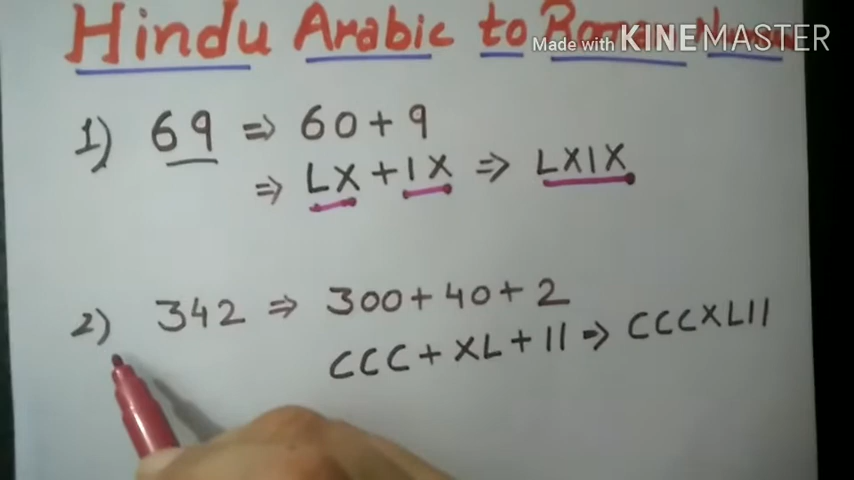 Hindu Arabic to Roman
Made with KINEMASTER
1) 69 ⇒ 60 + 9
⇒ LX + IX ⇒ LXIX
2) 342 ⇒ 300 + 40 + 2
CCC + XL + II ⇒ CCCXLII